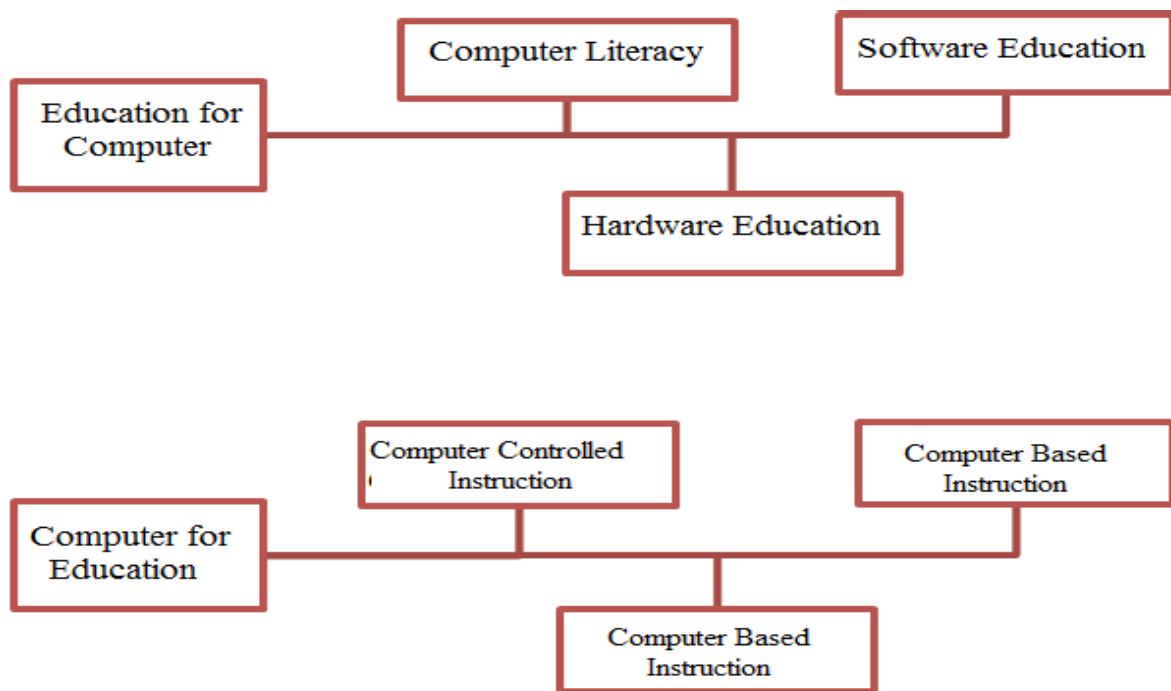 Computer Literacy
Software Education
Education for
Computer
Hardware Education
Computer Controlled
Instruction
Computer Based
Instruction
Computer for
Education
Computer Based
Instruction